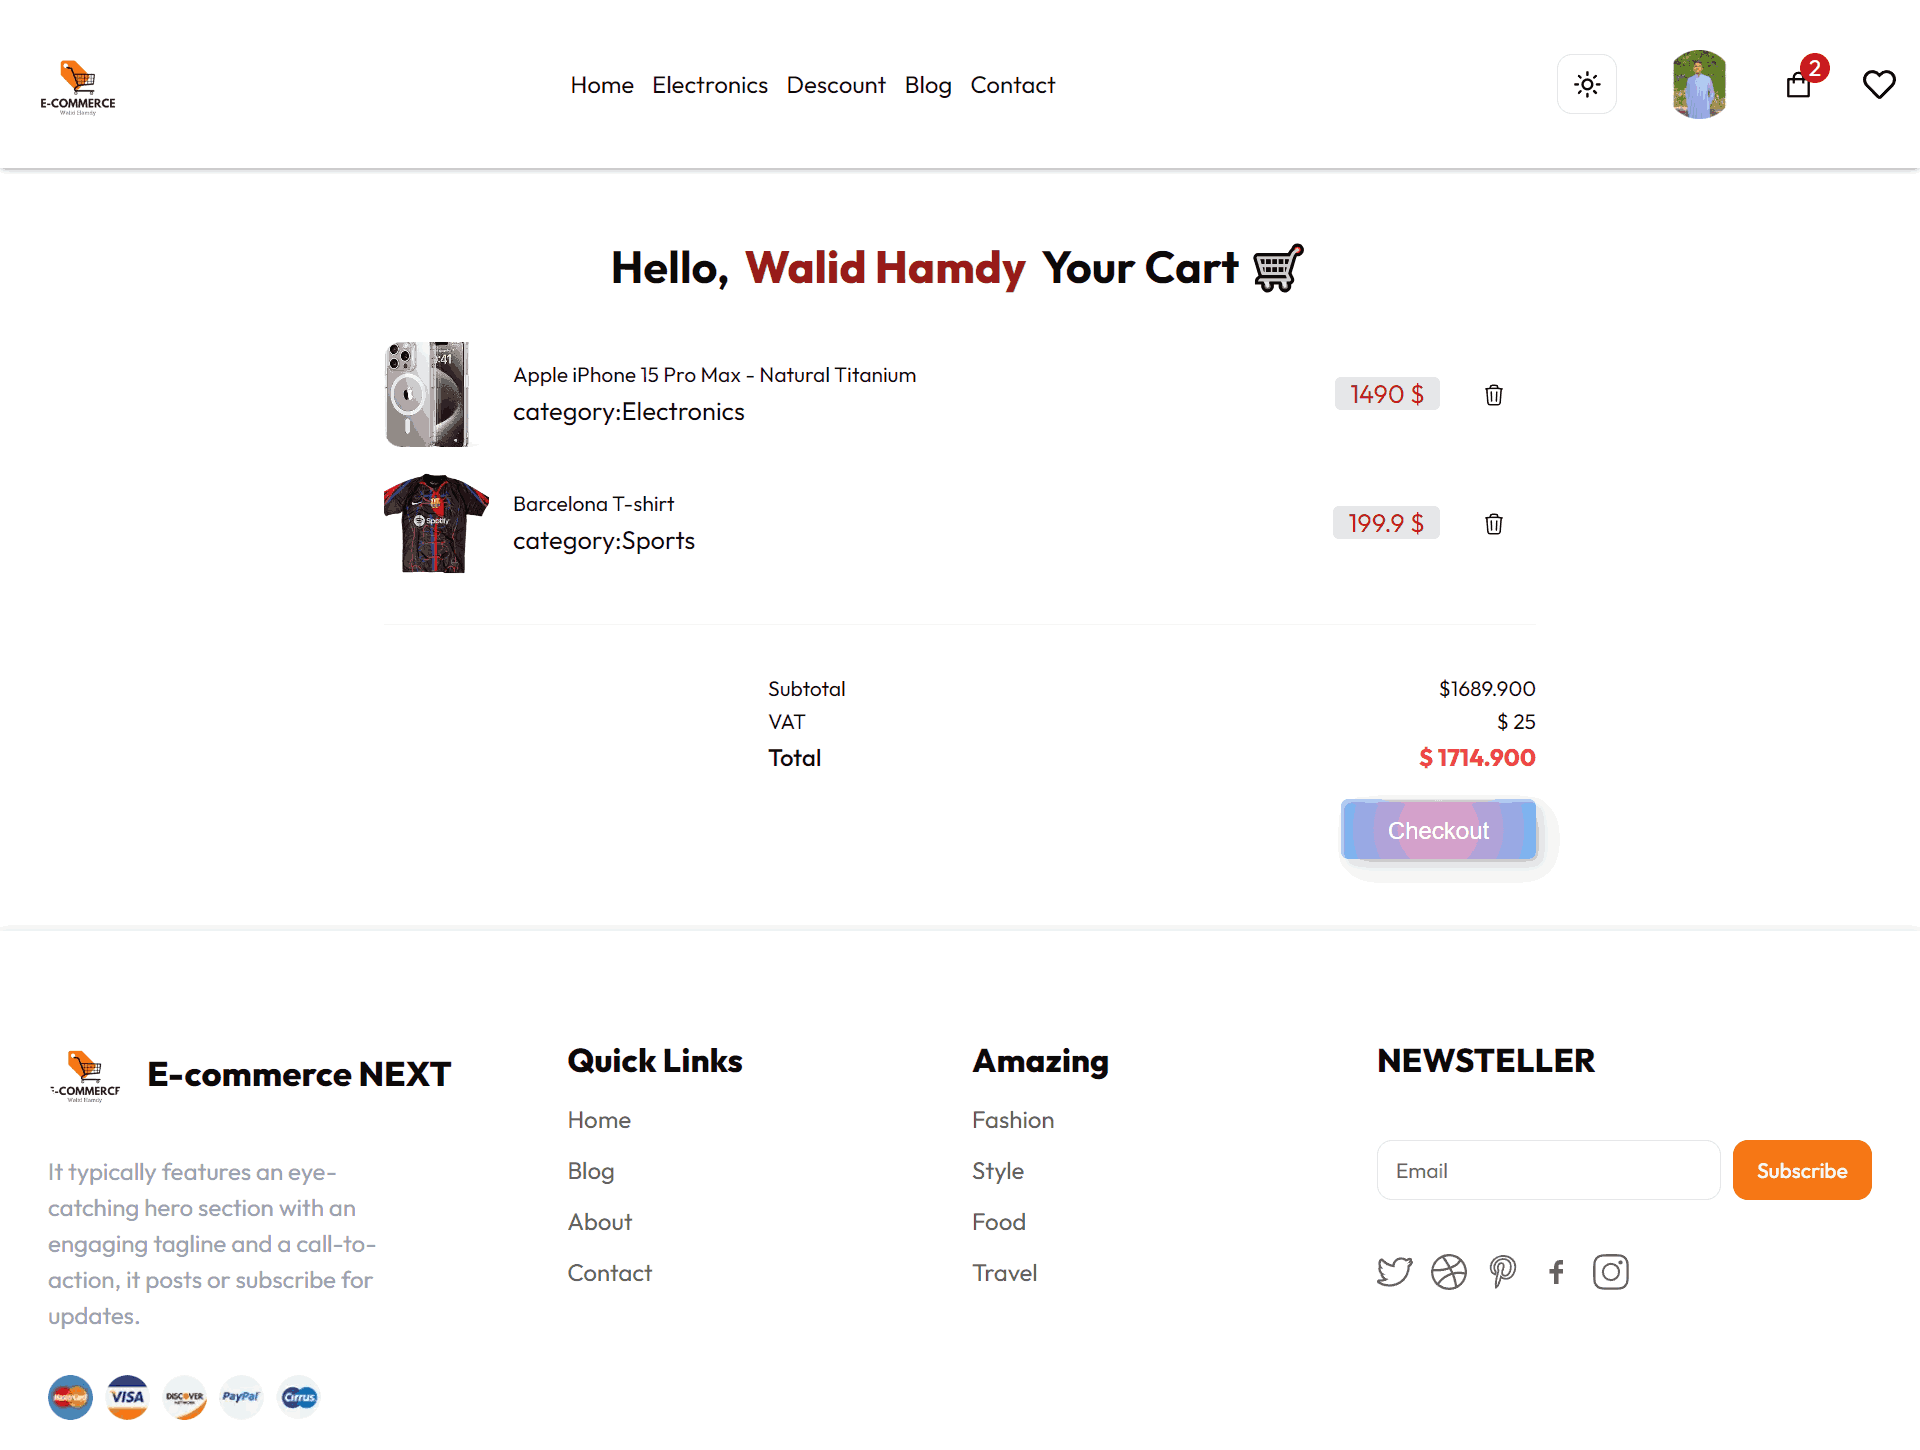 E-COMMERCE
Walid Hamdy
Home Electronics Descount Blog Contact
2
Hello, Walid Hamdy Your Cart
:41
Apple iPhone 15 Pro Max - Natural Titanium
category:Electronics
1490 $
Spotify
Barcelona T-shirt
category:Sports
199.9 $
Subtotal $1689.900
VAT $ 25
Total $ 1714.900
Checkout
E-COMMERCE
Walid Hamdy
E-commerce NEXT
It typically features an eye-
catching hero section with an
engaging tagline and a call-to-
action, it posts or subscribe for
updates.
MasterCard VISA DISCOVER NETWORK PayPal Cirrus
Quick Links
Home
Blog
About
Contact
Amazing
Fashion
Style
Food
Travel
NEWSTELLER
Email Subscribe